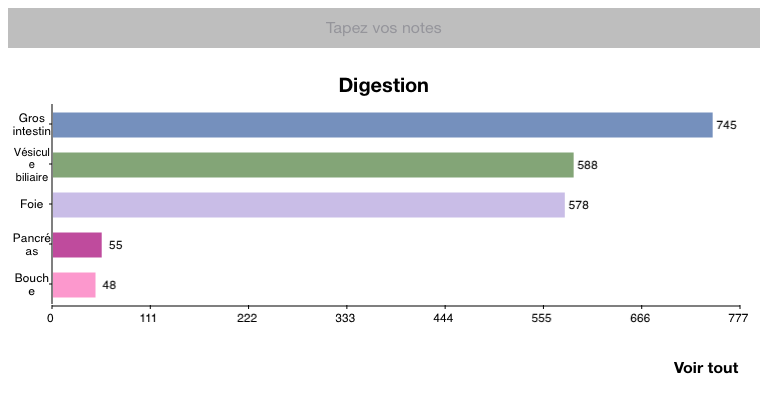 Tapez vos notes
Digestion
Gros
intestin
745
Vésicul
e
biliaire
588
Foie
578
Pancré
as
55
Bouch
e
48
0 111 222 333 444 555 666 777
Voir tout